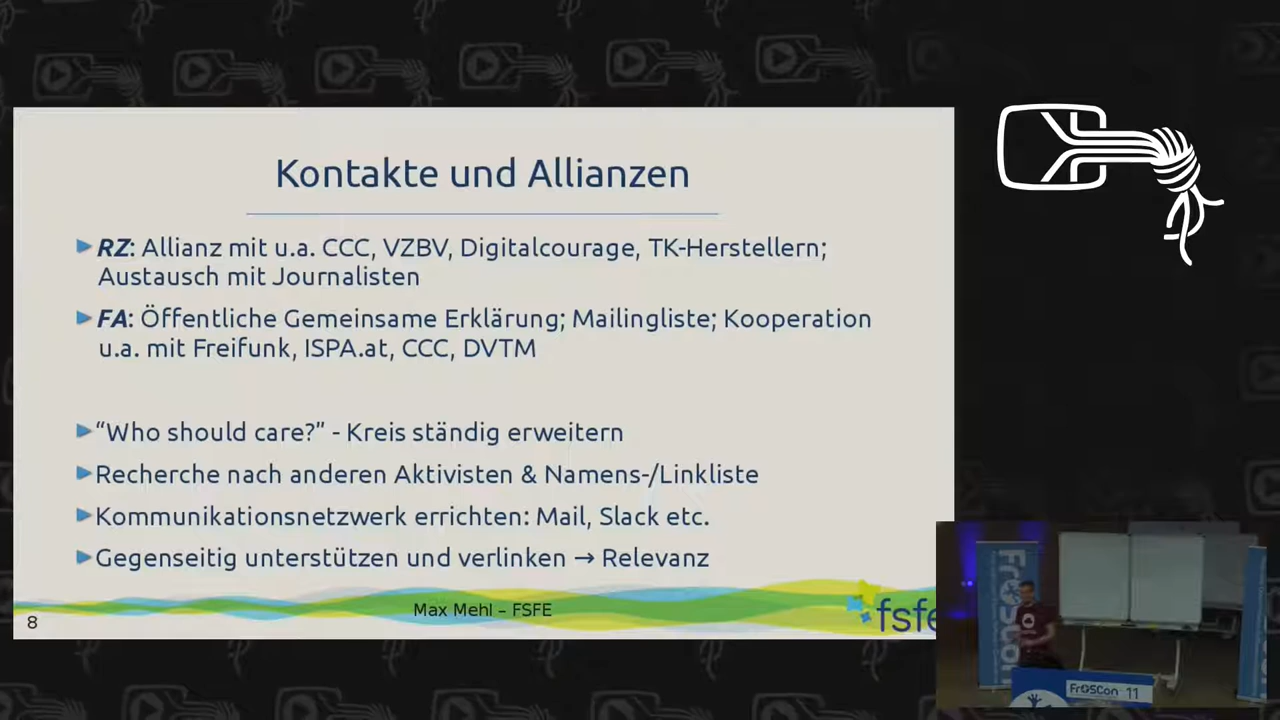 Kontakte und Allianzen
RZ: Allianz mit u.a. CCC, VZBV, Digitalcourage, TK-Herstellern;
Austausch mit Journalisten
FA: Öffentliche Gemeinsame Erklärung; Mailingliste; Kooperation
u.a. mit Freifunk, ISPA.at, CCC, DVTM
“Who should care?” - Kreis ständig erweitern
Recherche nach anderen Aktivisten & Namens-/Linkliste
Kommunikationsnetzwerk errichten: Mail, Slack etc.
Gegenseitig unterstützen und verlinken → Relevanz
Max Mehl – FSFE
fsfe
8
FrOSCon
FrOSCon 11